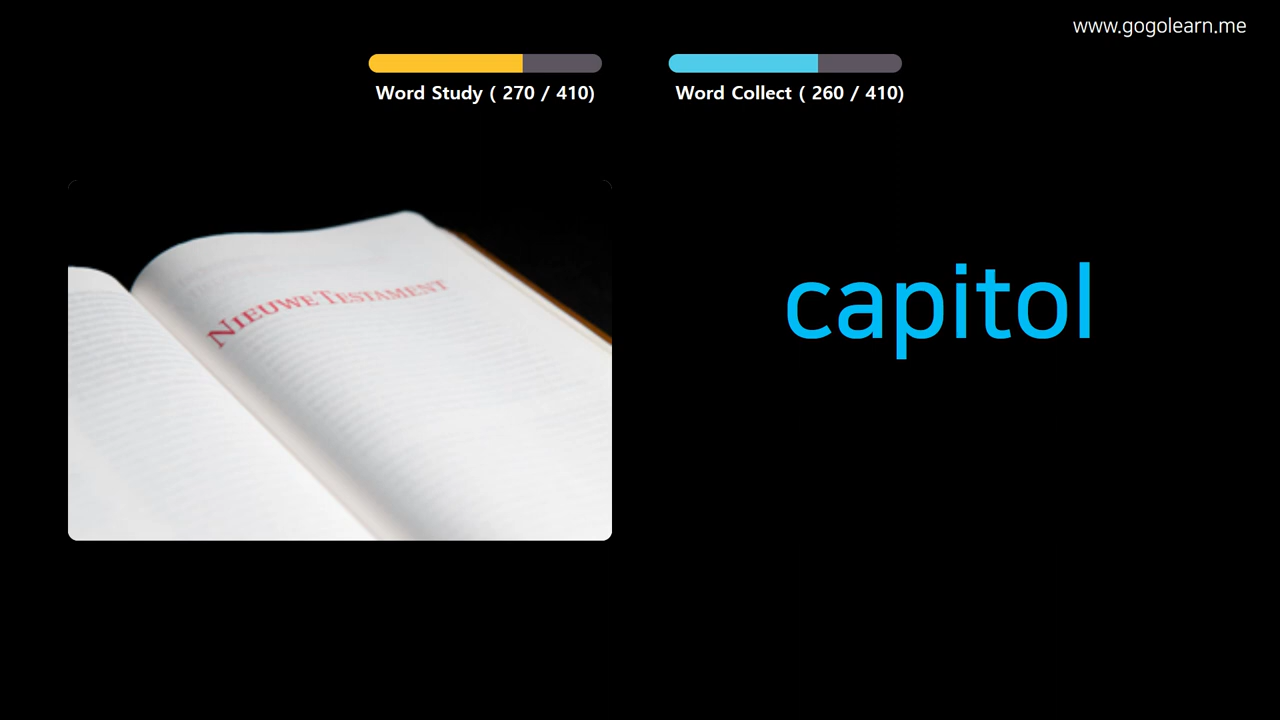 www.gogolearn.me
Word Study ( 270 / 410)
Word Collect ( 260 / 410)
NIEUWE TESTAMENT
capitol